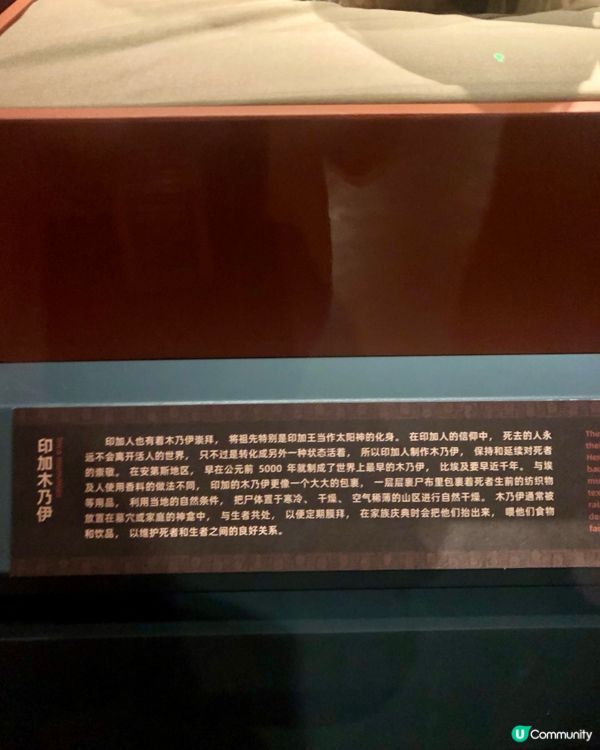 印加木乃伊
印加人也有着木乃伊崇拜， 将祖先特别是印加王当作太阳神的化身。 在印加人的信仰中， 死去的人永
远不会离开活人的世界， 只不过是转化成另外一种状态活着， 所以印加人制作木乃伊， 保持和延续对死者
的崇敬。 在安第斯地区， 早在公元前 5000 年就制成了世界上最早的木乃伊， 比埃及要早近千年。 与埃
及人使用香料的做法不同， 印加的木乃伊更像一个大大的包裹， 一层层裹尸布里包裹着死者生前的纺织物
等用品， 利用当地的自然条件， 把尸体置于寒冷、 干燥、 空气稀薄的山区进行自然干燥。 木乃伊通常被
放置在墓穴或家庭的神龛中， 与生者共处， 以便定期膜拜， 在家族庆典时会把他们抬出来， 喂他们食物
和饮品， 以维护死者和生者之间的良好关系。
U Community